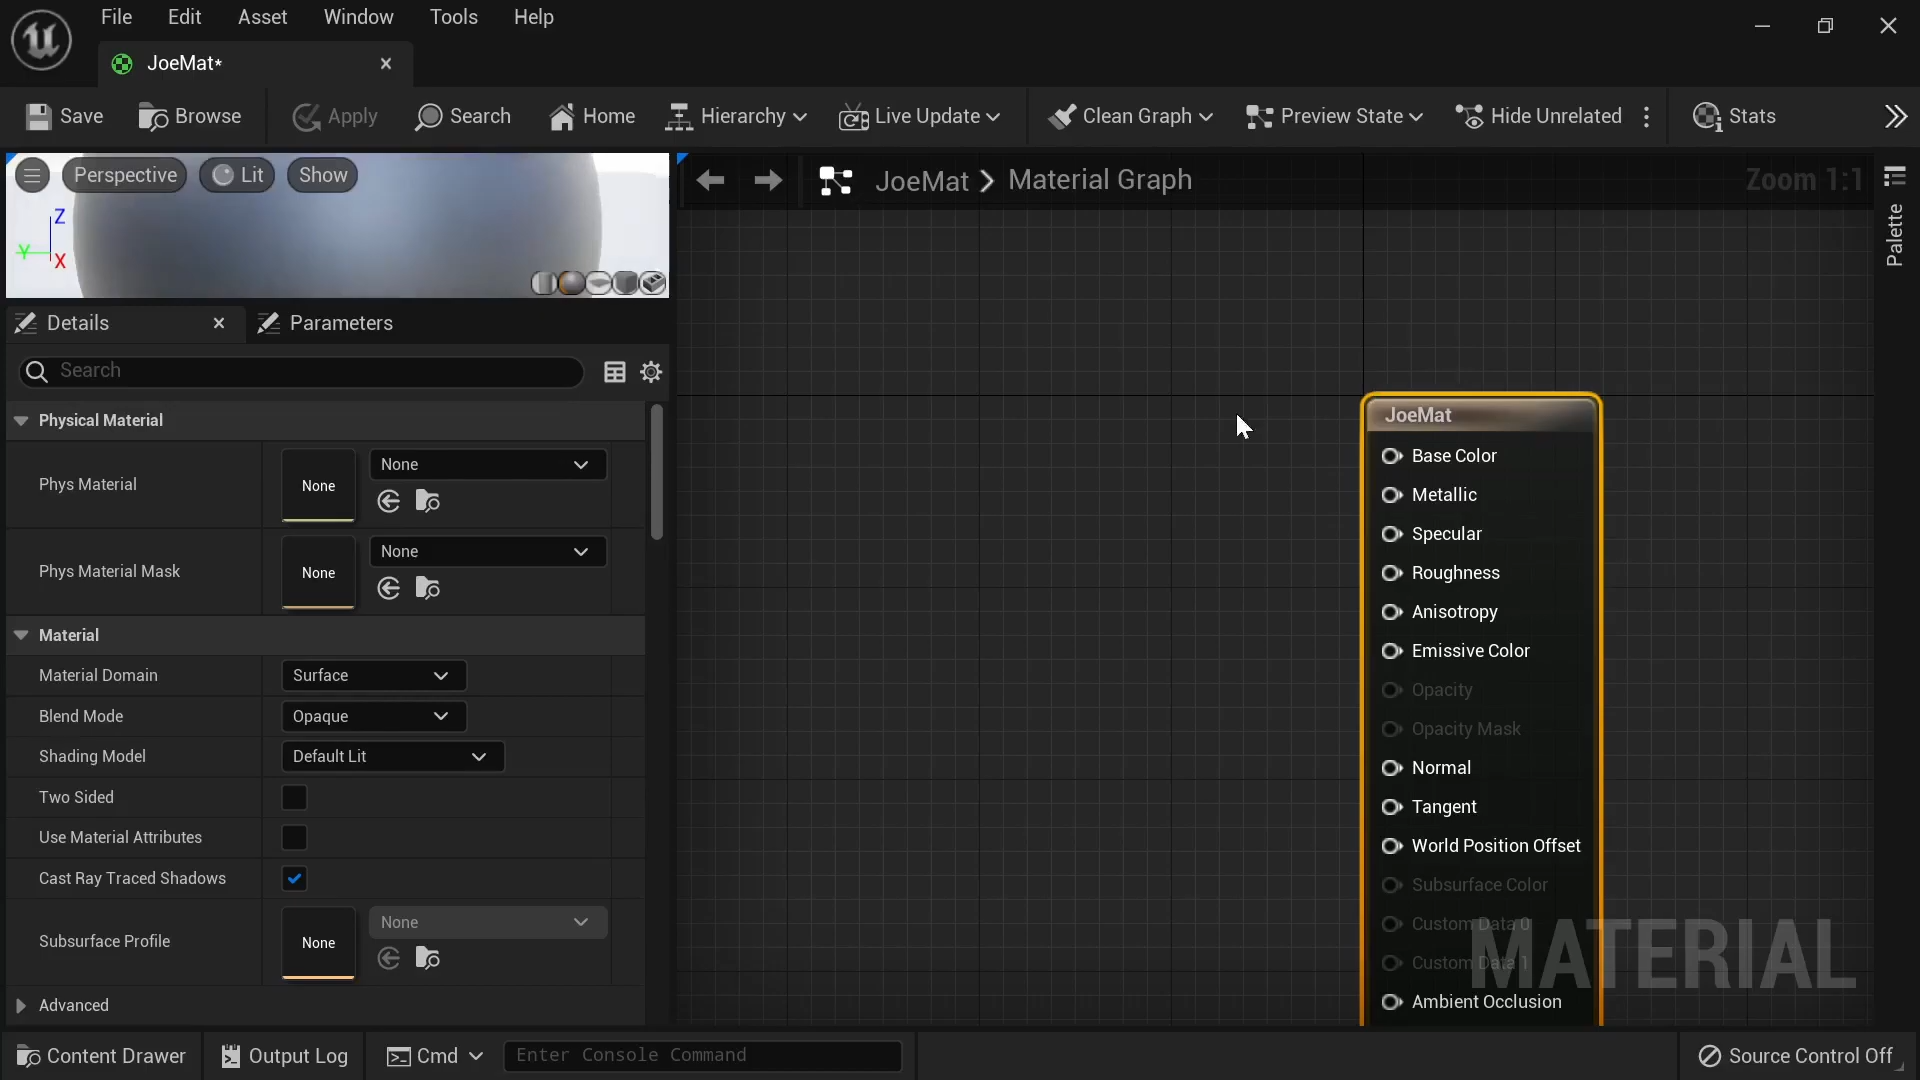 File Edit Asset Window Tools Help
JoeMat*
Save Browse Apply Search Home Hierarchy Live Update Clean Graph Preview State Hide Unrelated Stats
Perspective Lit Show
Z
Y
X
JoeMat Material Graph
Zoom 1:1
Palette
Details Parameters
Search
Physical Material
Phys Material None None
Phys Material Mask None None
Material
Material Domain Surface
Blend Mode Opaque
Shading Model Default Lit
Two Sided
Use Material Attributes
Cast Ray Traced Shadows
Subsurface Profile None None
Advanced
JoeMat
Base Color
Metallic
Specular
Roughness
Anisotropy
Emissive Color
Opacity
Opacity Mask
Normal
Tangent
World Position Offset
Subsurface Color
Custom Data 0
Custom Data 1
Ambient Occlusion
MATERIAL
Content Drawer Output Log Cmd Enter Console Command Source Control Off